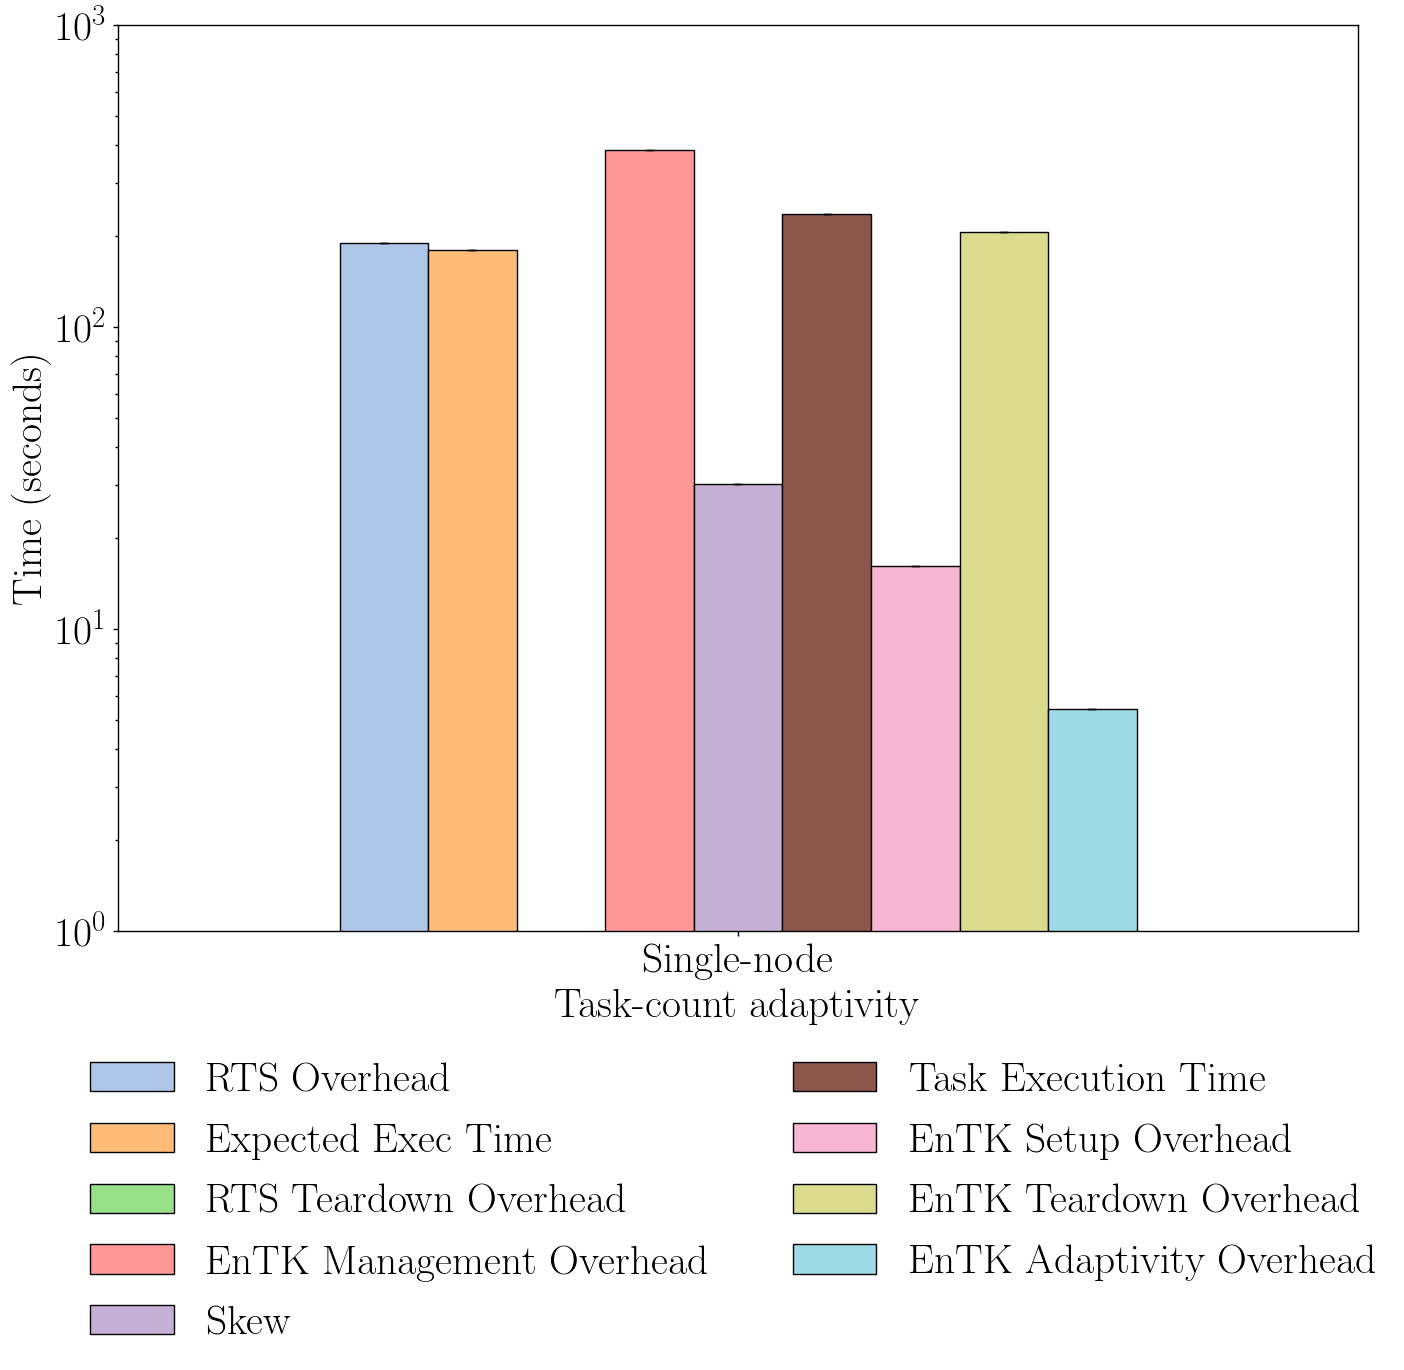 10³
10²
10¹
10⁰
Time (seconds)
Single-node
Task-count adaptivity
RTS Overhead
Expected Exec Time
RTS Teardown Overhead
EnTK Management Overhead
Skew
Task Execution Time
EnTK Setup Overhead
EnTK Teardown Overhead
EnTK Adaptivity Overhead